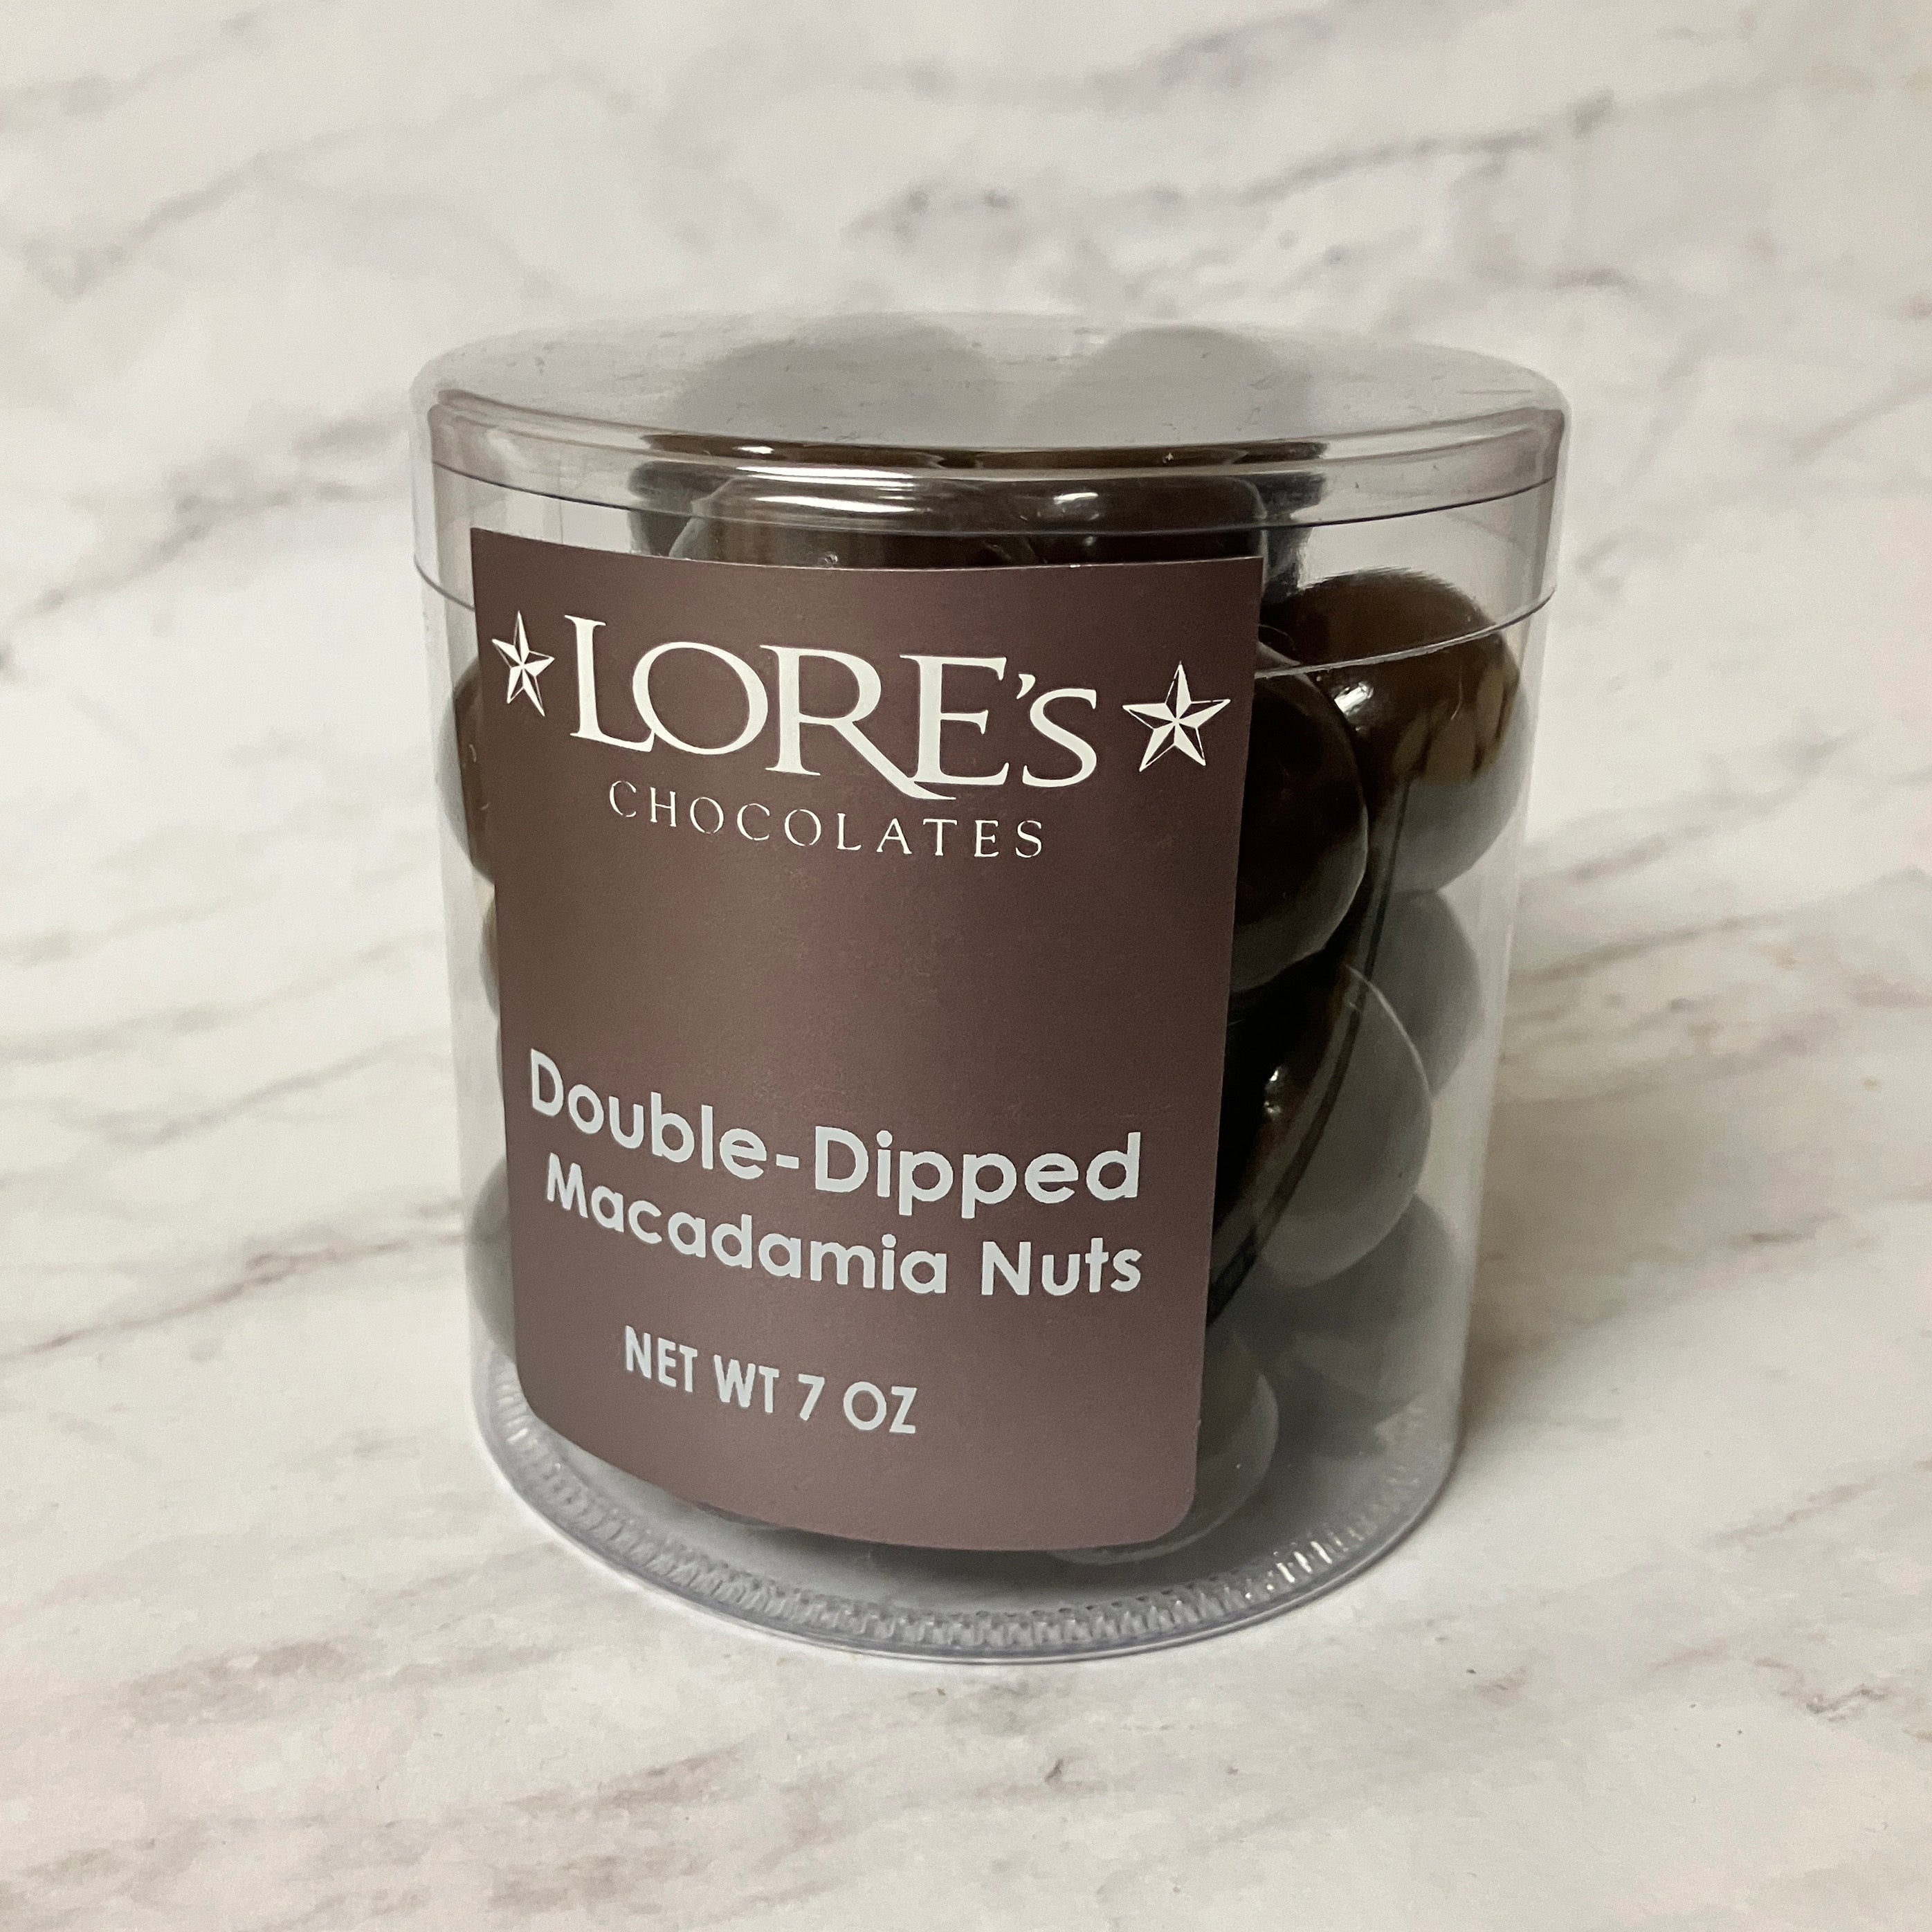 LORE'S
CHOCOLATES
Double-Dipped
Macadamia Nuts
NET WT 7 OZ